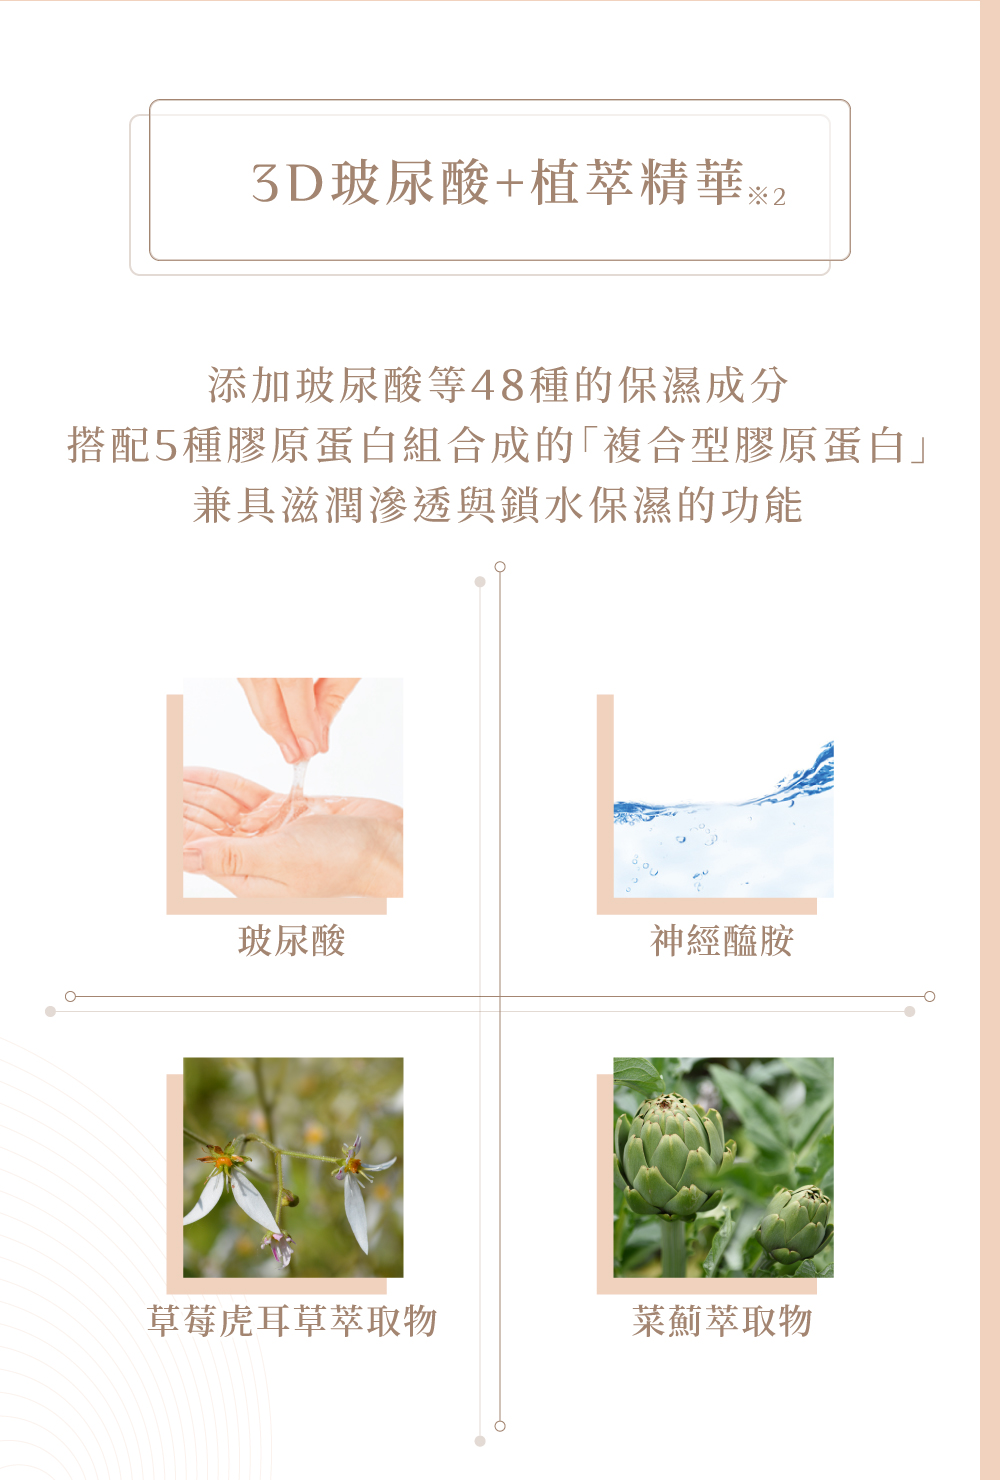 3D玻尿酸+植萃精華※2
添加玻尿酸等48種的保濕成分
搭配5種膠原蛋白組合成的「複合型膠原蛋白」
兼具滋潤滲透與鎖水保濕的功能
玻尿酸
神經醯胺
草莓虎耳草萃取物
菜薊萃取物